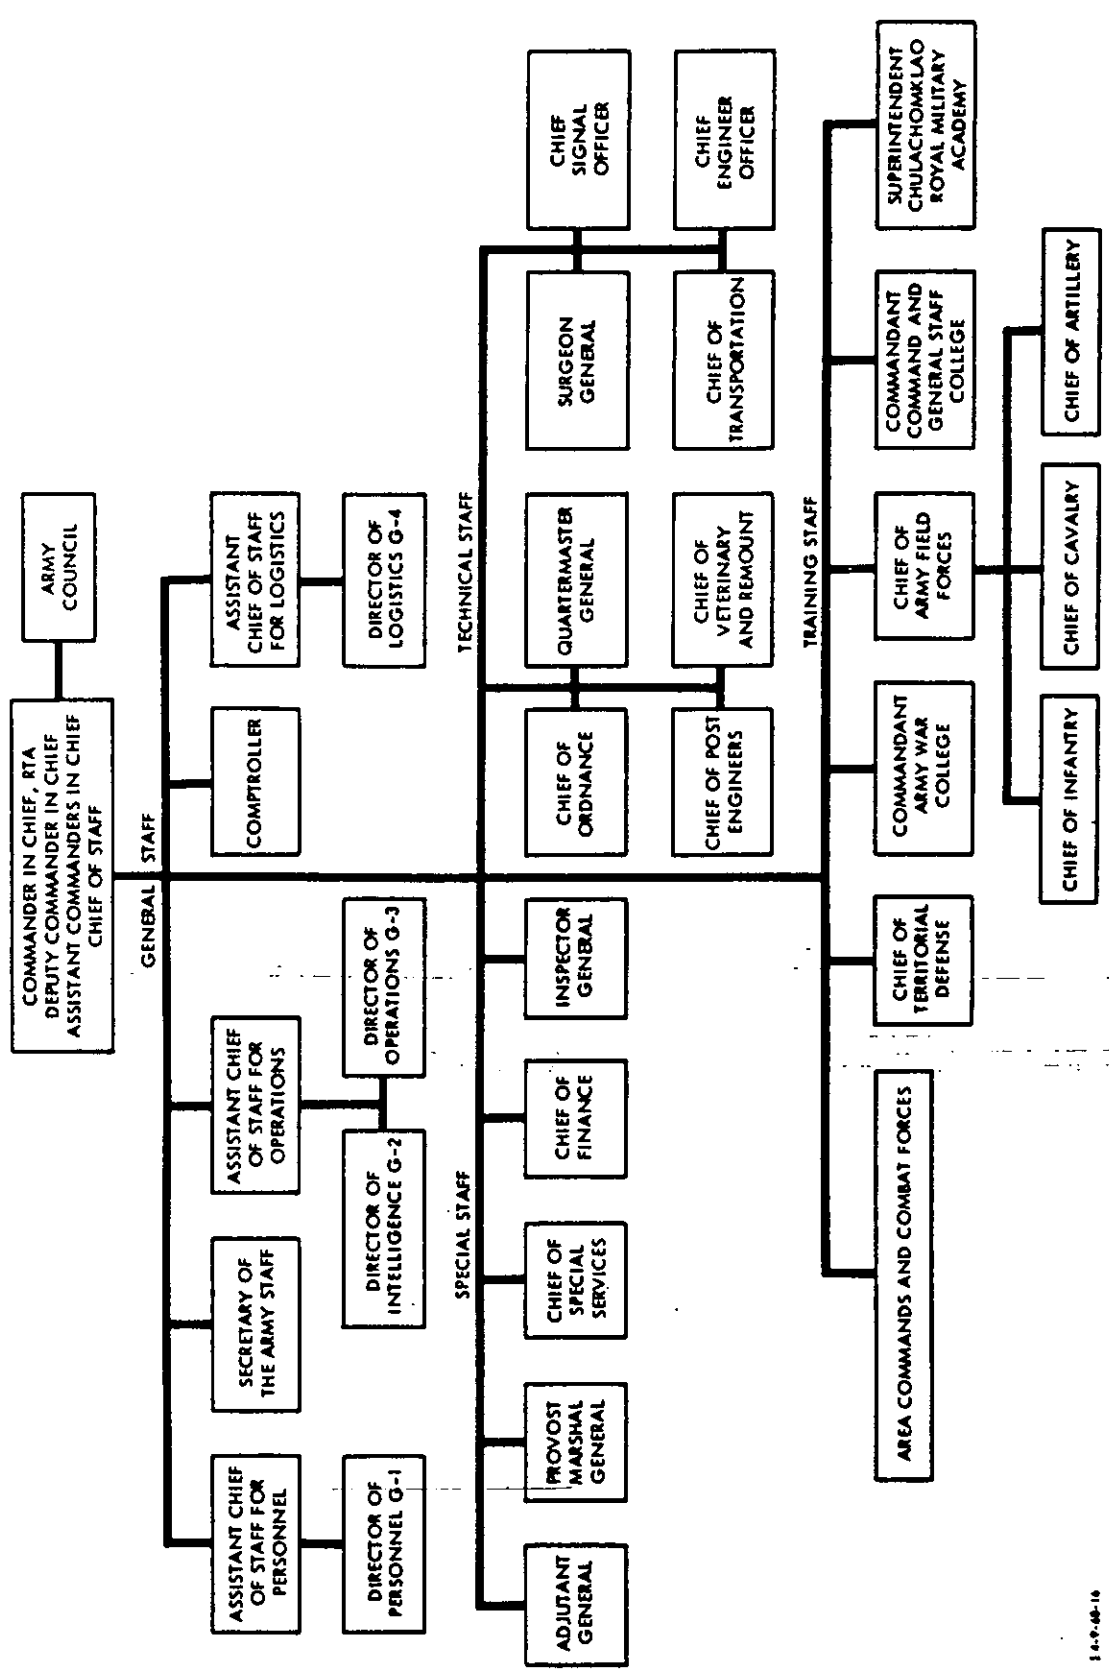 COMMANDER IN CHIEF, RTA
DEPUTY COMMANDER IN CHIEF
ASSISTANT COMMANDERS IN CHIEF
CHIEF OF STAFF
ARMY
COUNCIL
GENERAL STAFF
ASSISTANT CHIEF
OF STAFF FOR
PERSONNEL
SECRETARY OF
THE ARMY STAFF
ASSISTANT CHIEF
OF STAFF FOR
OPERATIONS
COMPTROLLER
ASSISTANT
CHIEF OF STAFF
FOR LOGISTICS
DIRECTOR OF
PERSONNEL G-1
DIRECTOR OF
INTELLIGENCE G-2
DIRECTOR OF
OPERATIONS G-3
DIRECTOR OF
LOGISTICS G-4
SPECIAL STAFF
TECHNICAL STAFF
ADJUTANT
GENERAL
PROVOST
MARSHAL
GENERAL
CHIEF OF
SPECIAL
SERVICES
CHIEF OF
FINANCE
INSPECTOR
GENERAL
CHIEF OF
ORDNANCE
QUARTERMASTER
GENERAL
SURGEON
GENERAL
CHIEF
SIGNAL
OFFICER
CHIEF OF POST
ENGINEERS
CHIEF OF
VETERINARY
AND REMOUNT
CHIEF OF
TRANSPORTATION
CHIEF
ENGINEER
OFFICER
TRAINING STAFF
AREA COMMANDS AND COMBAT FORCES
CHIEF OF
TERRITORIAL
DEFENSE
COMMANDANT
ARMY WAR
COLLEGE
CHIEF OF
ARMY FIELD
FORCES
COMMANDANT
COMMAND AND
GENERAL STAFF
COLLEGE
SUPERINTENDENT
CHULACHOMKLAO
ROYAL MILITARY
ACADEMY
CHIEF OF INFANTRY
CHIEF OF CAVALRY
CHIEF OF ARTILLERY